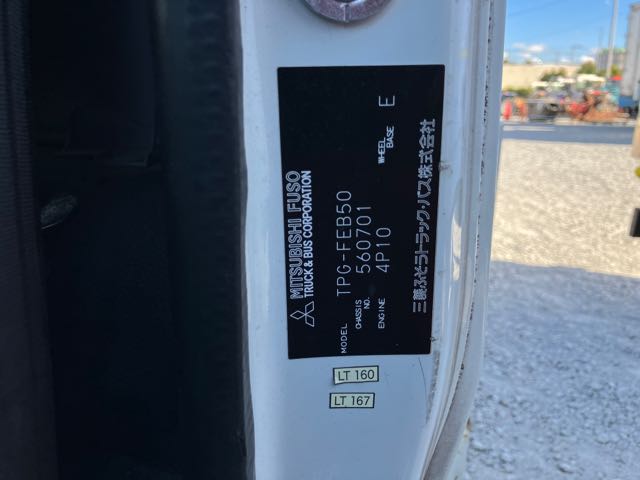 MITSUBISHI FUSO
TRUCK & BUS CORPORATION
MODEL TPG-FEB50
CHASSIS NO. 560701
ENGINE 4P10
WHEEL BASE E
三菱ふそうトラック・バス株式会社
LT 160
LT 167